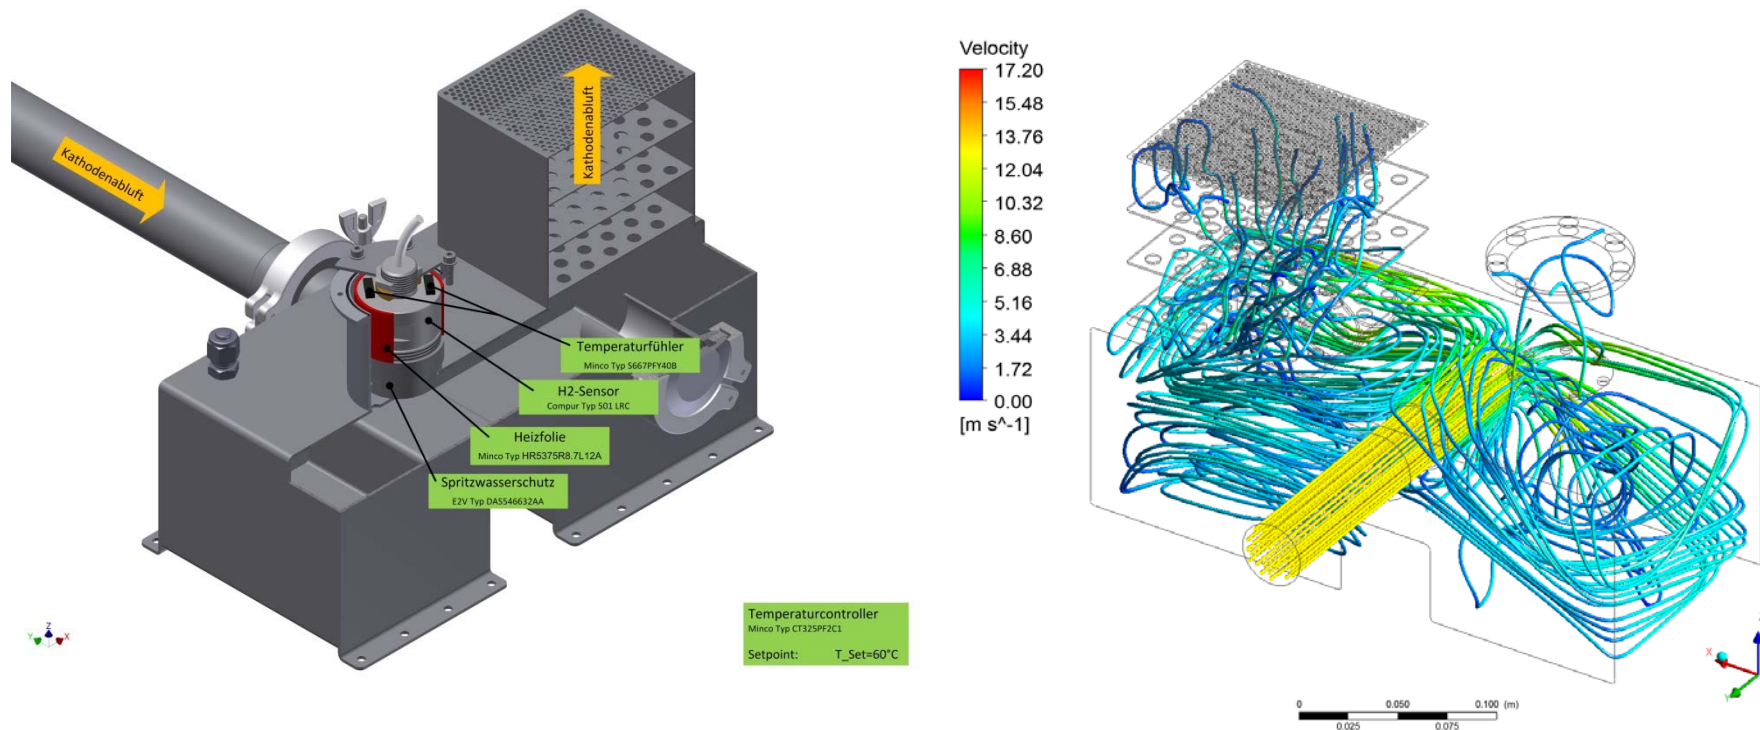 Kathodenabluft
Kathodenabluft
Temperaturfühler
Minco Typ S667PFY40B
H2-Sensor
Compur Typ S01 LRC
Heizfolie
Minco Typ HR5375R8.7L12A
Spritzwasserschutz
E2V Typ DAS546632AA
Temperaturcontroller
Minco Typ CT325PF2C1
Setpoint: T_Set=60°C
Z
Y
X
Velocity
17.20
15.48
13.76
12.04
10.32
8.60
6.88
5.16
3.44
1.72
0.00
[m s^-1]
X
Y
0 0.050 0.100 (m)
0.025 0.075